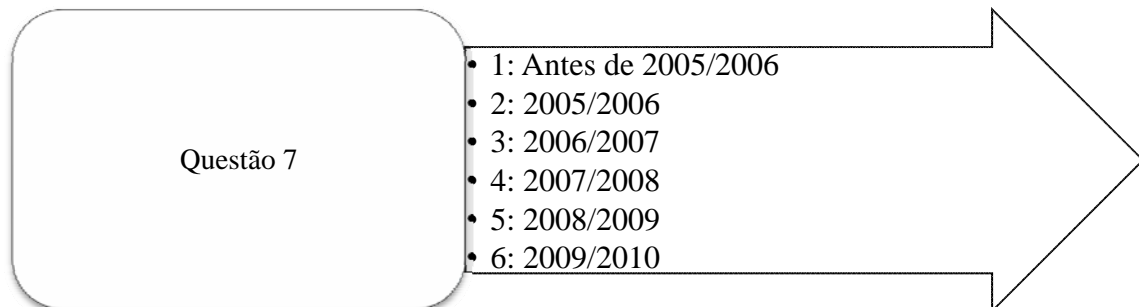 Questão 7
• 1: Antes de 2005/2006
• 2: 2005/2006
• 3: 2006/2007
• 4: 2007/2008
• 5: 2008/2009
• 6: 2009/2010